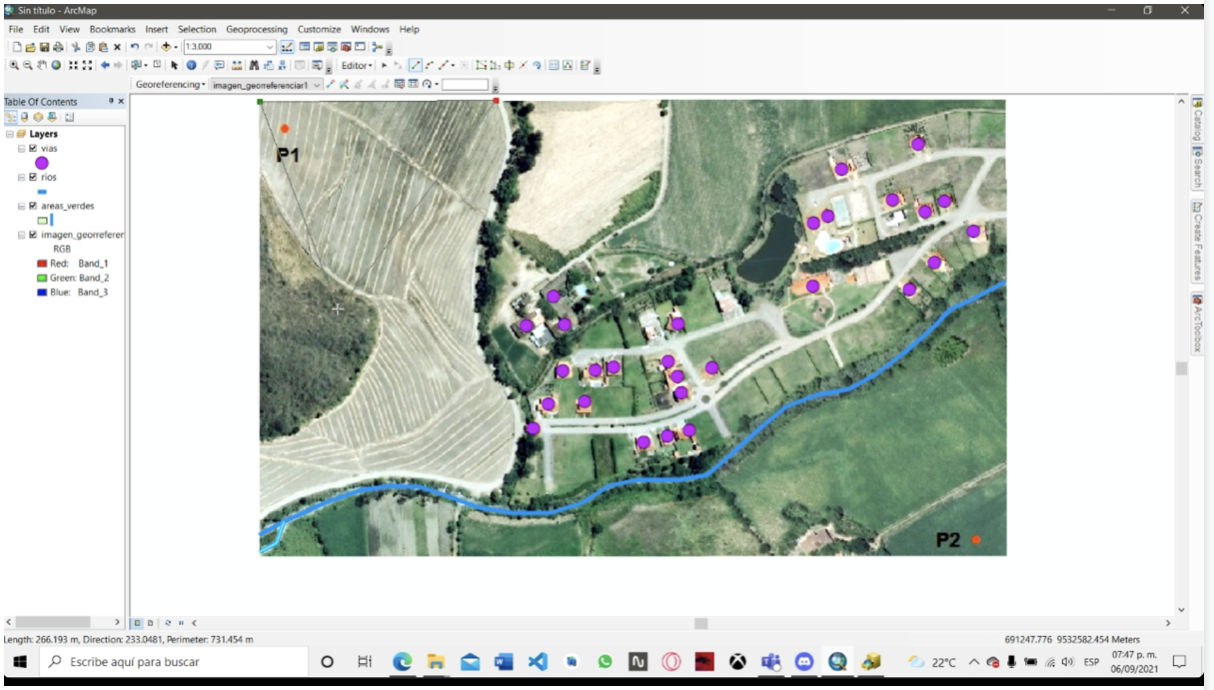 Sin título - ArcMap
File Edit View Bookmarks Insert Selection Geoprocessing Customize Windows Help
1:3,000
Editor
Georeferencing imagen_georreferenciar1
Table Of Contents
Layers
vias
rios
areas_verdes
imagen_georreferen
RGB
Red: Band_1
Green: Band_2
Blue: Band_3
P1
P2
Catalog
Search
Create Features
ArcToolbox
Length: 266.193 m, Direction: 233.0481, Perimeter: 731.454 m
691247.776 9532582.454 Meters
Escribe aquí para buscar
22°C
ESP
07:47 p. m.
06/09/2021